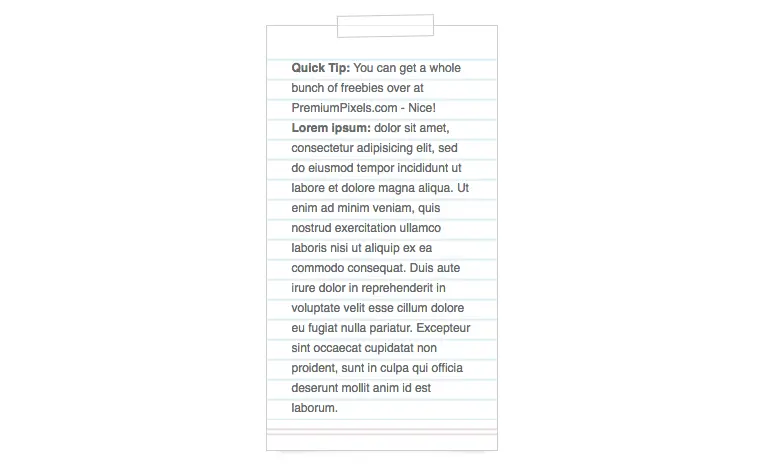 Quick Tip: You can get a whole
bunch of freebies over at
PremiumPixels.com - Nice!
Lorem ipsum: dolor sit amet,
consectetur adipisicing elit, sed
do eiusmod tempor incididunt ut
labore et dolore magna aliqua. Ut
enim ad minim veniam, quis
nostrud exercitation ullamco
laboris nisi ut aliquip ex ea
commodo consequat. Duis aute
irure dolor in reprehenderit in
voluptate velit esse cillum dolore
eu fugiat nulla pariatur. Excepteur
sint occaecat cupidatat non
proident, sunt in culpa qui officia
deserunt mollit anim id est
laborum.